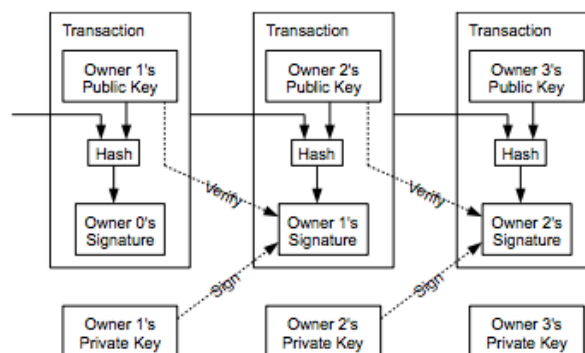 Transaction
Owner 1's
Public Key
Hash
Owner 0's
Signature
Transaction
Owner 2's
Public Key
Hash
Verify
Owner 1's
Signature
Transaction
Owner 3's
Public Key
Hash
Verify
Owner 2's
Signature
Sign
Sign
Owner 1's
Private Key
Owner 2's
Private Key
Owner 3's
Private Key